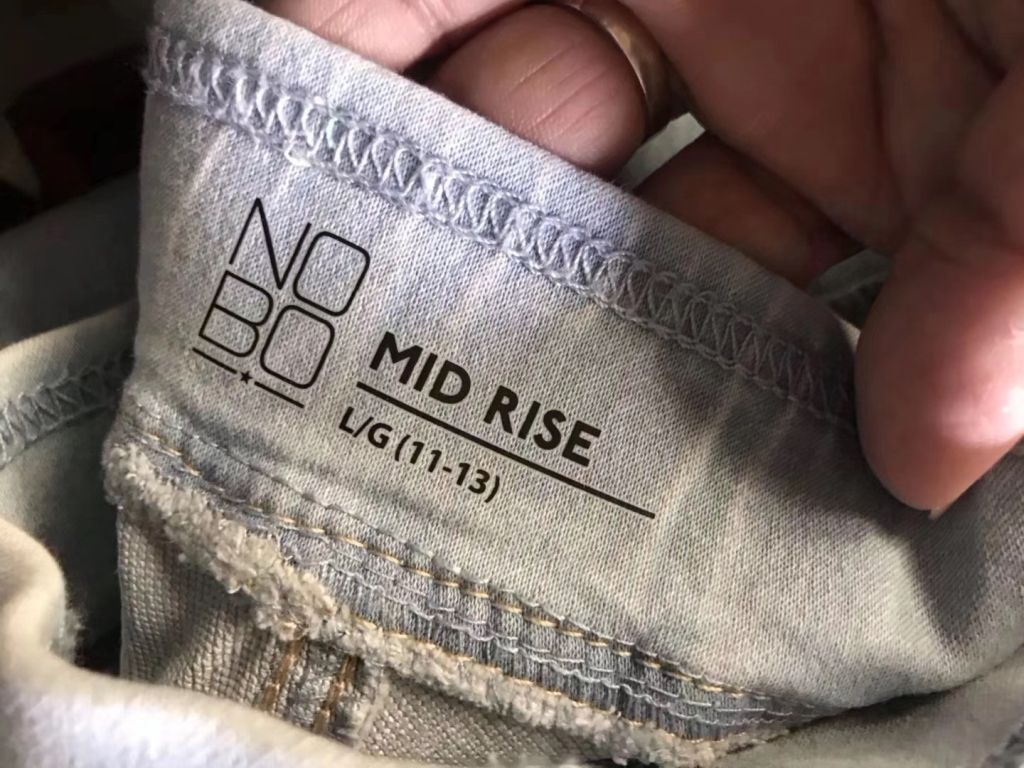 NO
BO
MID RISE
L/G (11-13)